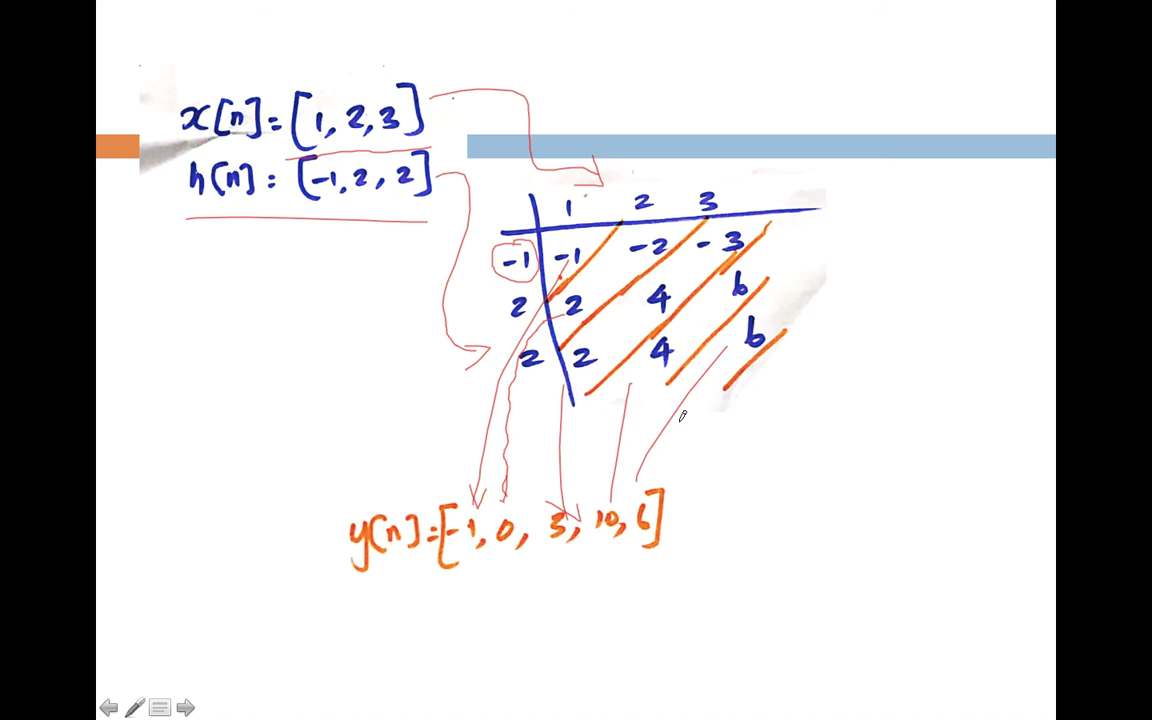 x[n]=[1, 2, 3]
h[n]=[-1, 2, 2]
1 2 3
-1 -1 -2 -3
2 2 4 6
2 2 4 6
y[n]=[-1, 0, 3, 10, 6]